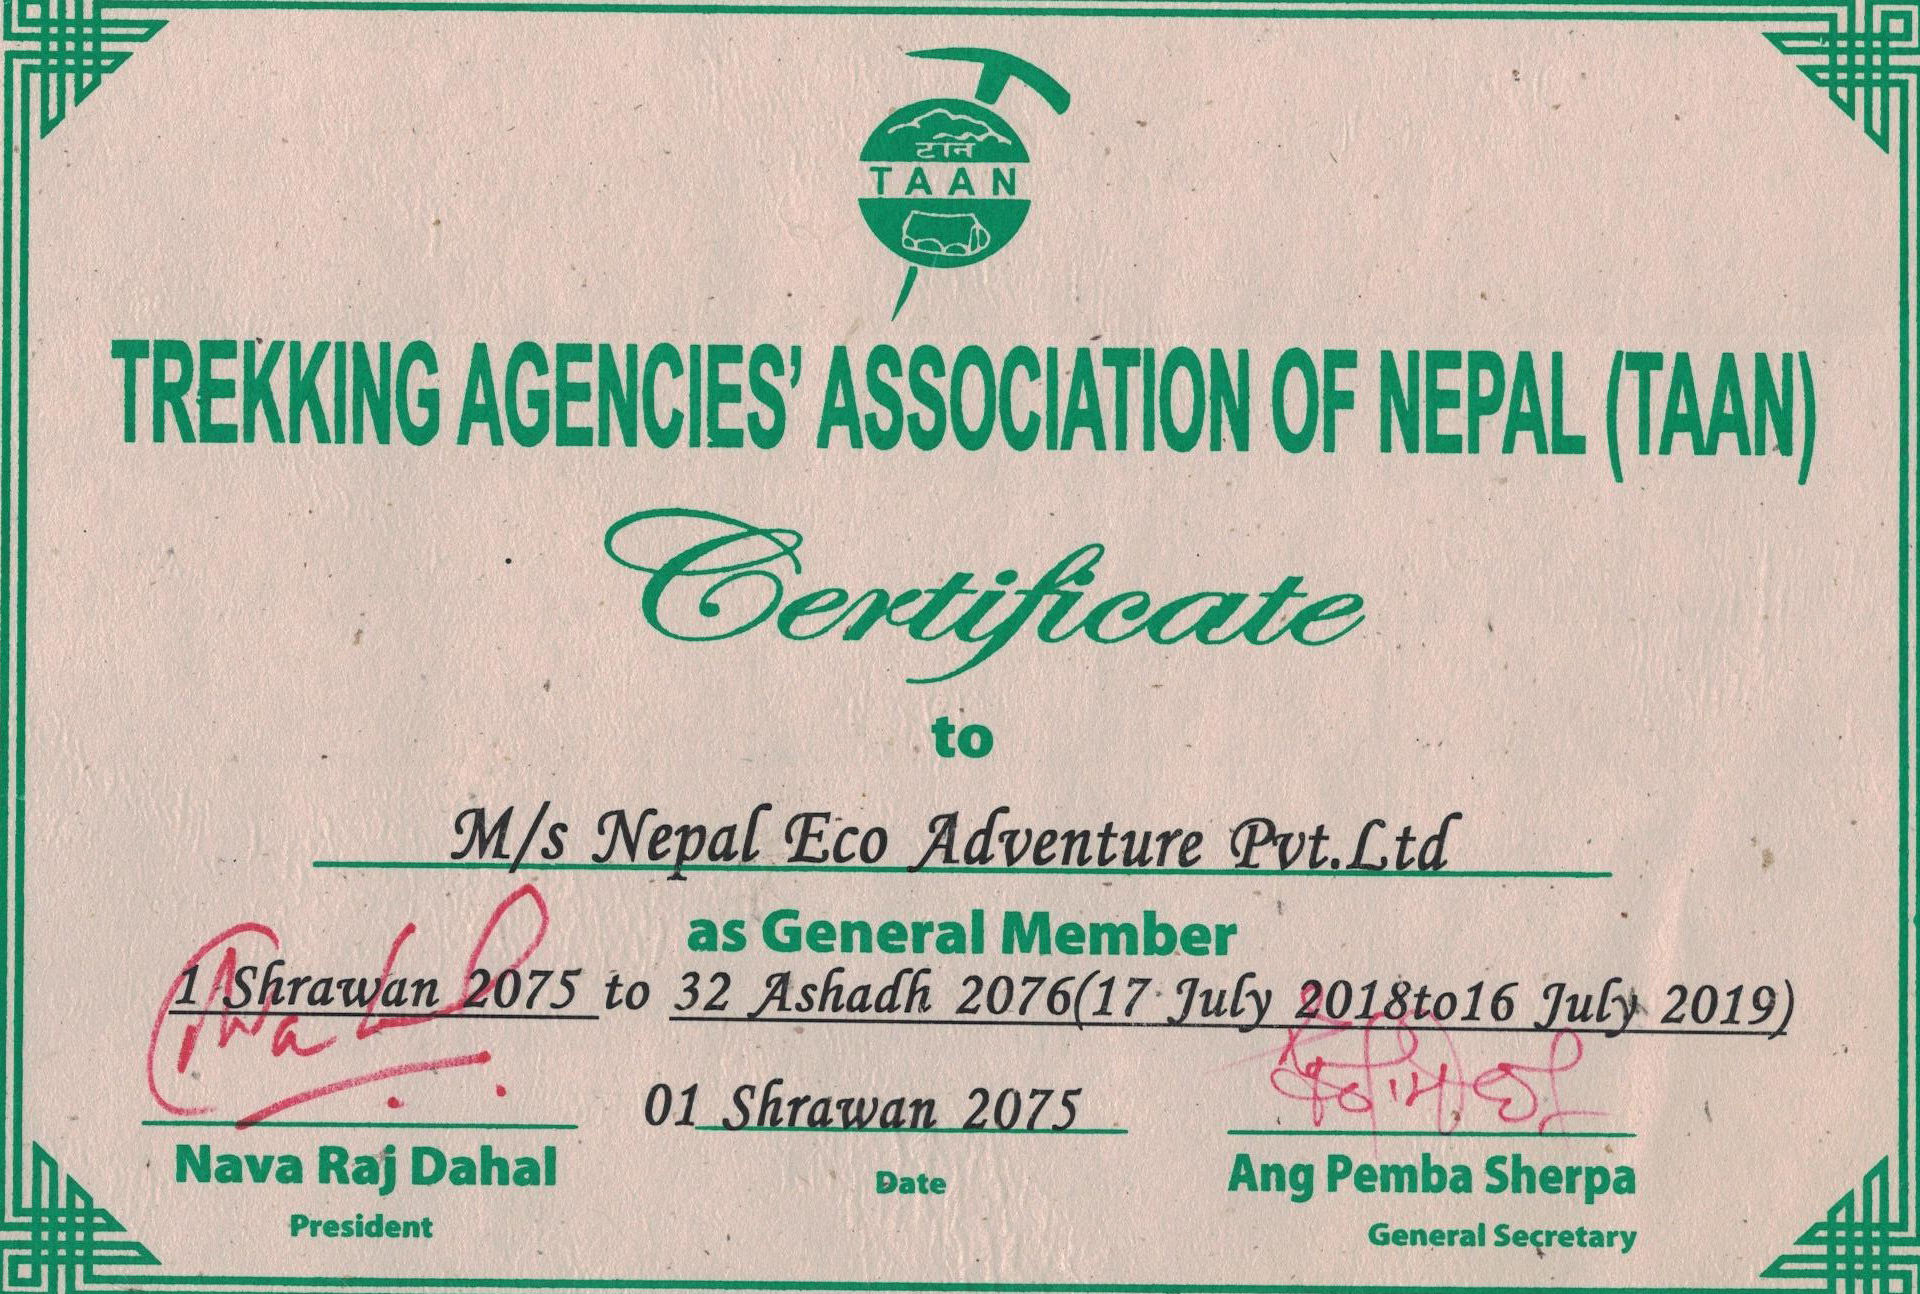 टान
TAAN
TREKKING AGENCIES' ASSOCIATION OF NEPAL (TAAN)
Certificate
to
M/s Nepal Eco Adventure Pvt.Ltd
as General Member
1 Shrawan 2075 to 32 Ashadh 2076(17 July 2018to16 July 2019)
01 Shrawan 2075
Nava Raj Dahal
Date
Ang Pemba Sherpa
President
General Secretary